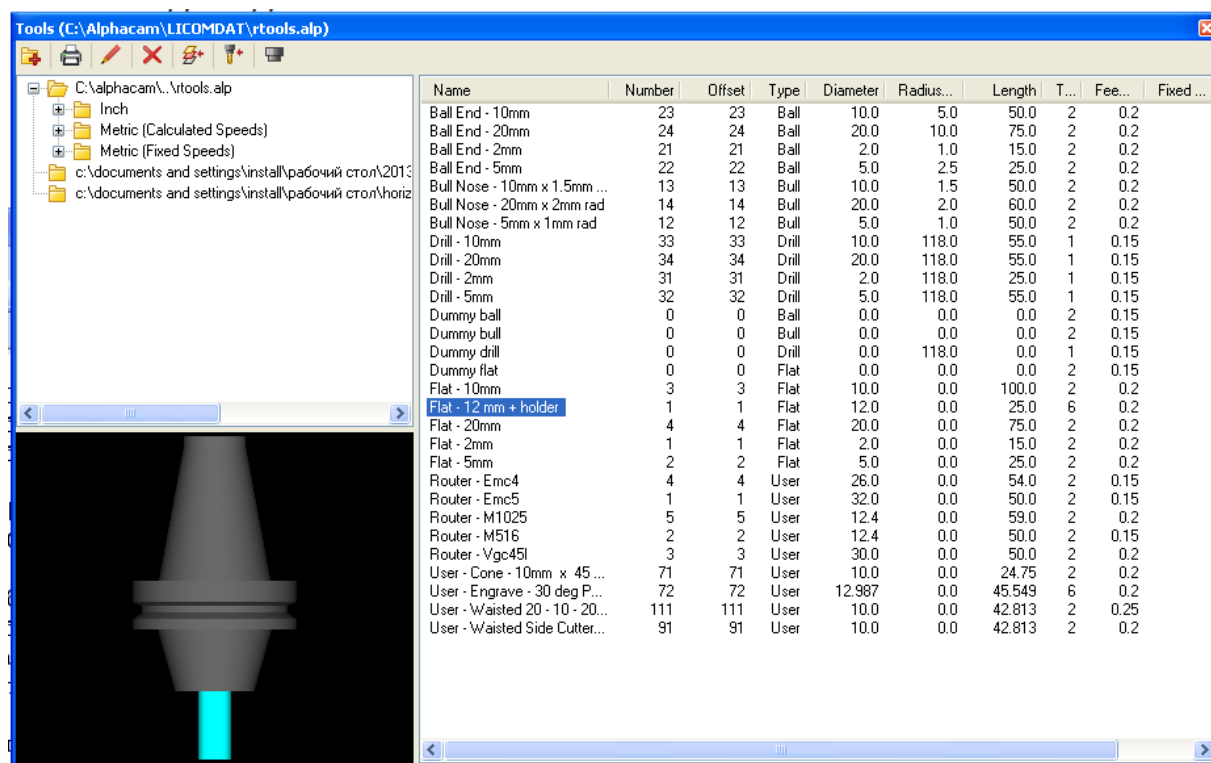 Tools (C:\Alphacam\LICOMDAT\rtools.alp)
C:\alphacam\..\rtools.alp
Inch
Metric (Calculated Speeds)
Metric (Fixed Speeds)
c:\documents and settings\install\рабочий стол\2013
c:\documents and settings\install\рабочий стол\horiz
Name Number Offset Type Diameter Radius... Length T... Fee... Fixed ...
Ball End - 10mm 23 23 Ball 10.0 5.0 50.0 2 0.2
Ball End - 20mm 24 24 Ball 20.0 10.0 75.0 2 0.2
Ball End - 2mm 21 21 Ball 2.0 1.0 15.0 2 0.2
Ball End - 5mm 22 22 Ball 5.0 2.5 25.0 2 0.2
Bull Nose - 10mm x 1.5mm ... 13 13 Bull 10.0 1.5 50.0 2 0.2
Bull Nose - 20mm x 2mm rad 14 14 Bull 20.0 2.0 60.0 2 0.2
Bull Nose - 5mm x 1mm rad 12 12 Bull 5.0 1.0 50.0 2 0.2
Drill - 10mm 33 33 Drill 10.0 118.0 55.0 1 0.15
Drill - 20mm 34 34 Drill 20.0 118.0 55.0 1 0.15
Drill - 2mm 31 31 Drill 2.0 118.0 25.0 1 0.15
Drill - 5mm 32 32 Drill 5.0 118.0 55.0 1 0.15
Dummy ball 0 0 Ball 0.0 0.0 0.0 2 0.15
Dummy bull 0 0 Bull 0.0 0.0 0.0 2 0.15
Dummy drill 0 0 Drill 0.0 118.0 0.0 1 0.15
Dummy flat 0 0 Flat 0.0 0.0 0.0 2 0.15
Flat - 10mm 3 3 Flat 10.0 0.0 100.0 2 0.2
Flat - 12 mm + holder 1 1 Flat 12.0 0.0 25.0 6 0.2
Flat - 20mm 4 4 Flat 20.0 0.0 75.0 2 0.2
Flat - 2mm 1 1 Flat 2.0 0.0 15.0 2 0.2
Flat - 5mm 2 2 Flat 5.0 0.0 25.0 2 0.2
Router - Emc4 4 4 User 26.0 0.0 54.0 2 0.15
Router - Emc5 1 1 User 32.0 0.0 50.0 2 0.15
Router - M1025 5 5 User 12.4 0.0 59.0 2 0.2
Router - M516 2 2 User 12.4 0.0 50.0 2 0.15
Router - Vgc45l 3 3 User 30.0 0.0 50.0 2 0.2
User - Cone - 10mm x 45 ... 71 71 User 10.0 0.0 24.75 2 0.2
User - Engrave - 30 deg P... 72 72 User 12.987 0.0 45.549 6 0.2
User - Waisted 20 - 10 - 20... 111 111 User 10.0 0.0 42.813 2 0.25
User - Waisted Side Cutter... 91 91 User 10.0 0.0 42.813 2 0.2